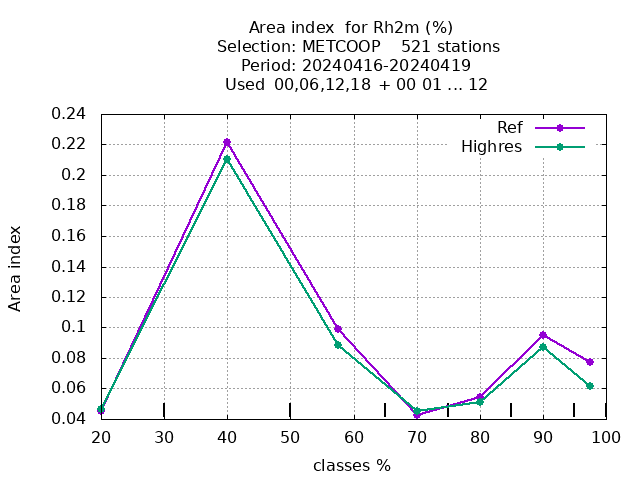 Area index  for Rh2m (%)
Selection: METCOOP    521 stations
Period: 20240416-20240419
Used  00,06,12,18 + 00 01 ... 12
Ref
Highres
0.24
0.22
0.2
0.18
0.16
0.14
0.12
0.1
0.08
0.06
0.04
Area index
20 30 40 50 60 70 80 90 100
classes %